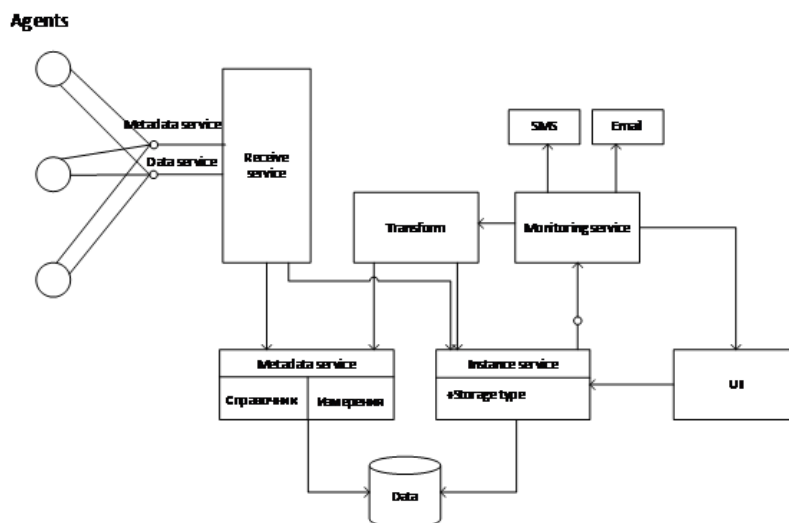 Agents
Metadata service
Data service
Receive service
SMS
Email
Transform
Monitoring service
Metadata service
Справочник
Измерения
Instance service
+Storage type
UI
Data